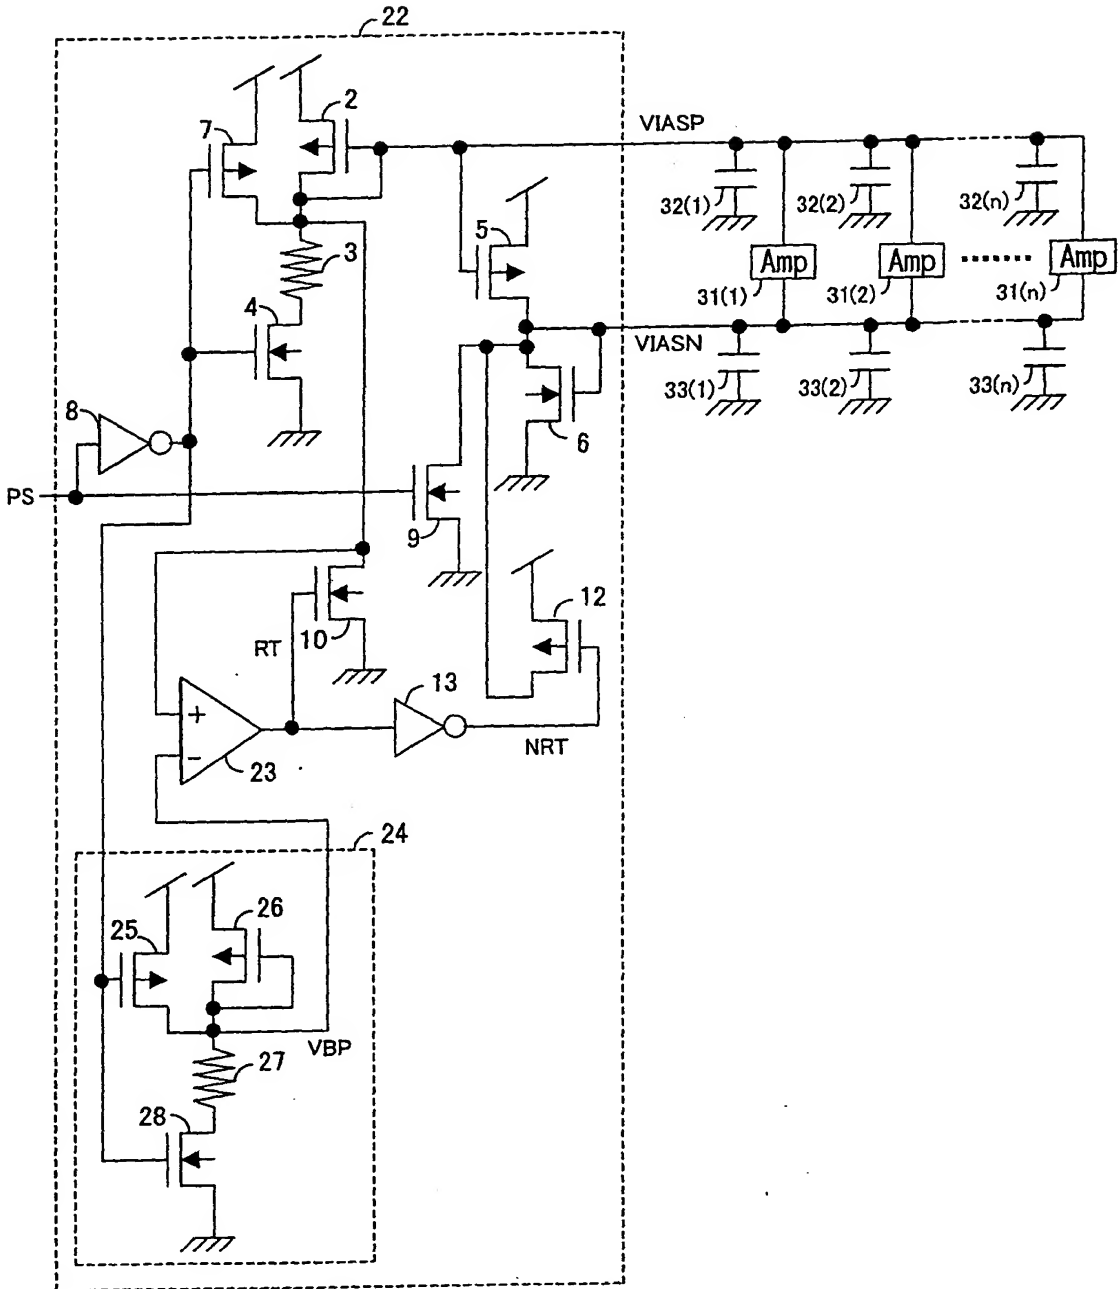 22
2
7
VIASP
32(1)
32(2)
32(n)
3
5
Amp
Amp
Amp
31(1)
31(2)
31(n)
4
VIASN
33(1)
33(2)
33(n)
8
6
PS
9
12
10
RT
13
+
-
23
NRT
24
25
26
VBP
27
28